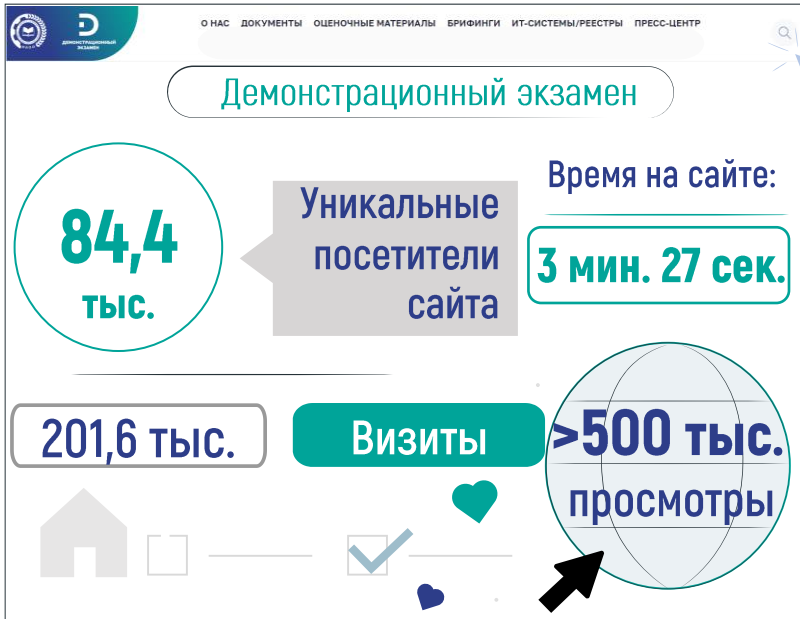 О НАС ДОКУМЕНТЫ ОЦЕНОЧНЫЕ МАТЕРИАЛЫ БРИФИНГИ ИТ-СИСТЕМЫ/РЕЕСТРЫ ПРЕСС-ЦЕНТР
ДЕМОНСТРАЦИОННЫЙ
ЭКЗАМЕН
Демонстрационный экзамен
84,4
тыс.
Уникальные
посетители
сайта
Время на сайте:
3 мин. 27 сек.
201,6 тыс.
Визиты
>500 тыс.
просмотры